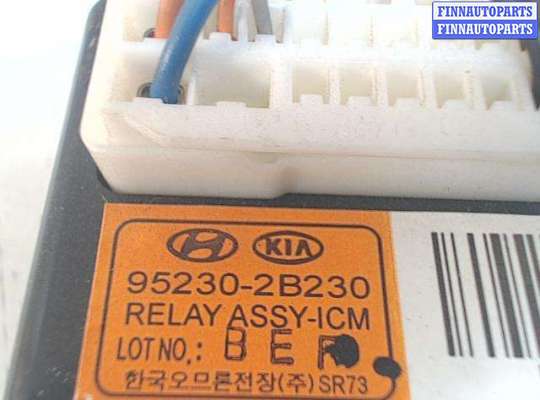 FINNAUTOPARTS
FINNAUTOPARTS
KIA
95230-2B230
RELAY ASSY-ICM
LOT NO.: BE
한국오므론전장(주) SR73